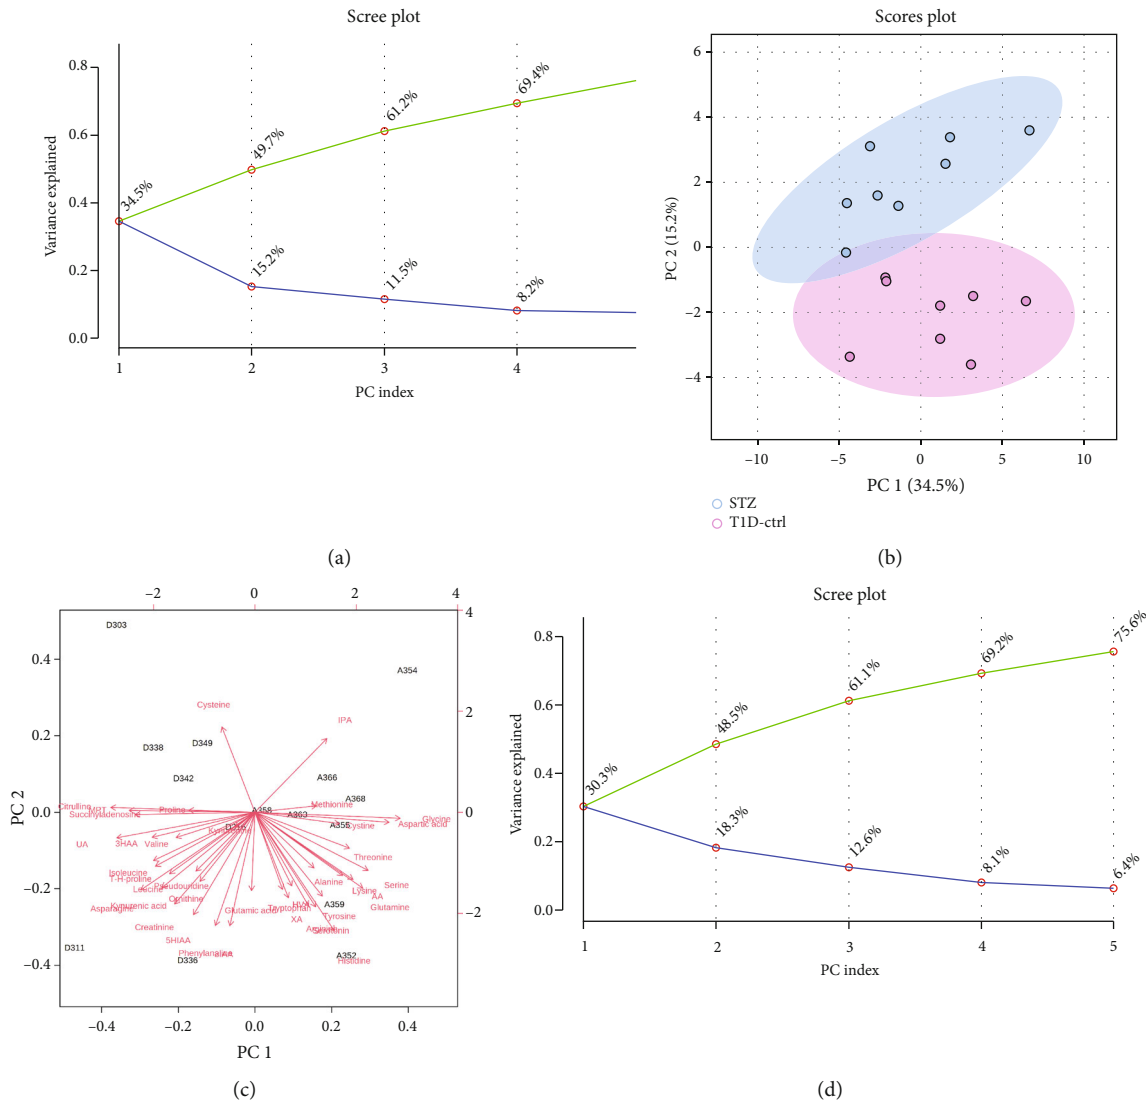 (a)
Scree plot
Variance explained
0.8
0.6
0.4
0.2
0.0
34.5%
49.7%
61.2%
69.4%
15.2%
11.5%
8.2%
1 2 3 4
PC index
Scores plot
PC 2 (15.2%)
6
4
2
0
−2
−4
−10 −5 0 5 10
PC 1 (34.5%)
STZ
T1D-ctrl
(b)
−2 0 2 4
4
2
0
−2
PC 2
0.4
0.2
0.0
−0.2
−0.4
D303
A354
Cysteine
IPA
D349
D338
D342
A366
A368
Citrulline
Proline
A358
Methionine
Succinyladenosine
A363
Glycine
A355
Cystine
Aspartic acid
UA
3HAA
Valine
Threonine
Isoleucine
T-H-proline
Leucine
Pseudouridine
Alanine
Serine
Lysine
AA
Ornithine
Kynurenic acid
Asparagine
Glutamic acid
Tryptophan
HVA
A359
Glutamine
XA
Tyrosine
Creatinine
Serotonin
5HIAA
D311
Phenylalanine
D336
A352
Histidine
−0.4 −0.2 0.0 0.2 0.4
PC 1
(c)
Scree plot
Variance explained
0.8
0.6
0.4
0.2
0.0
30.3%
48.5%
61.1%
69.2%
75.6%
18.3%
12.6%
8.1%
6.4%
1 2 3 4 5
PC index
(d)